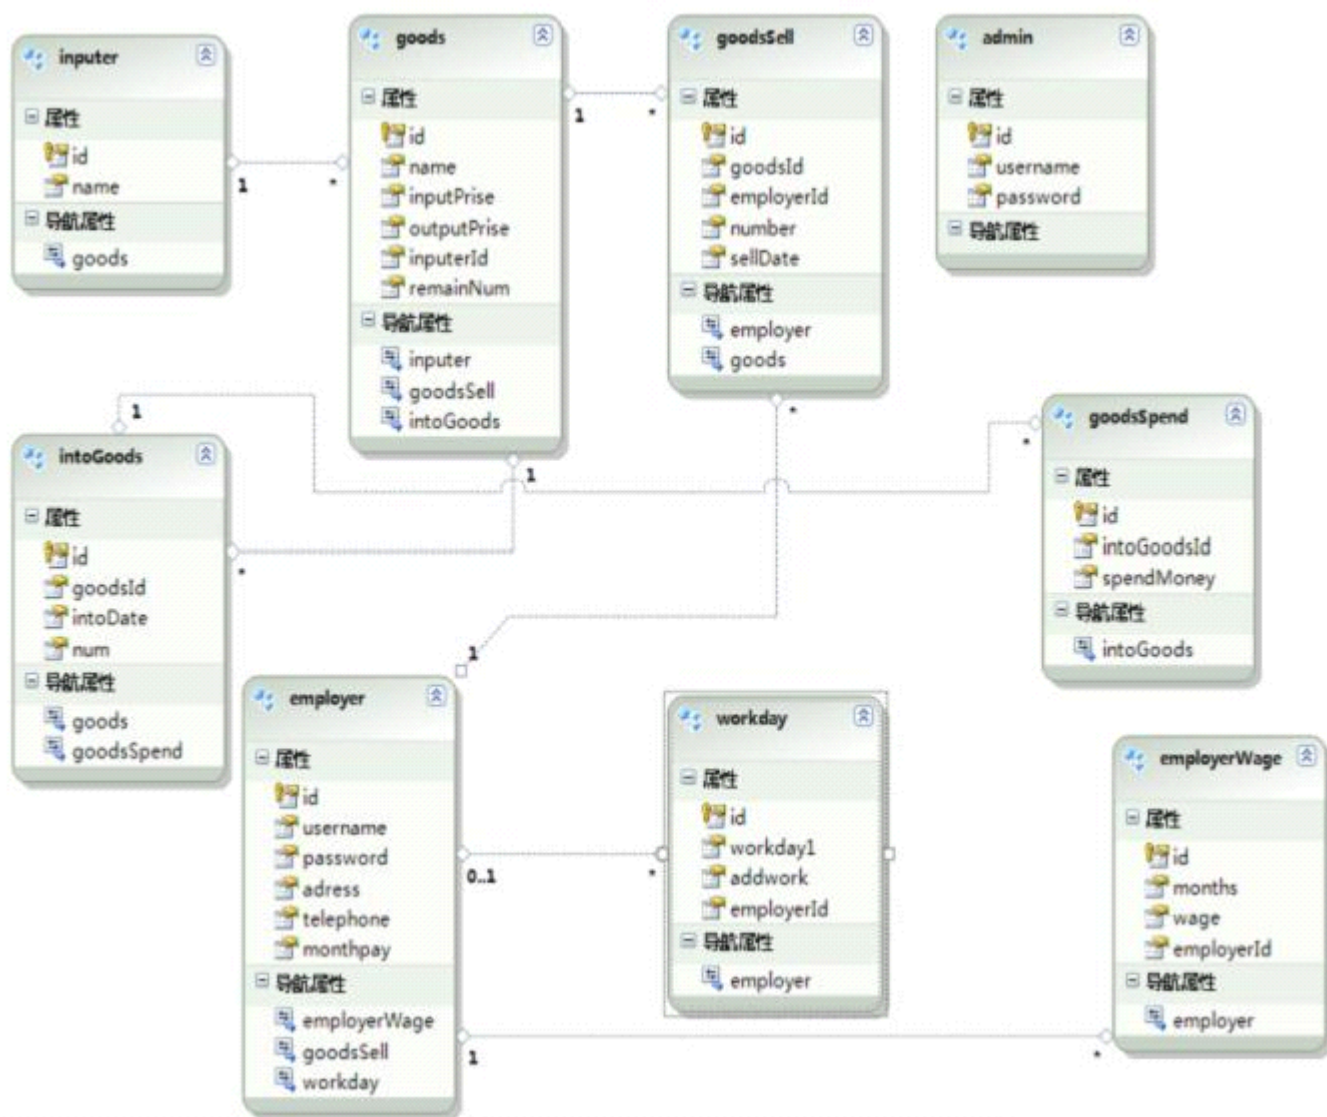 inputer
属性
id
name
导航属性
goods
1
*
goods
属性
id
name
inputPrise
outputPrise
inputerId
remainNum
导航属性
inputer
goodsSell
intoGoods
1
*
goodsSell
属性
id
goodsId
employerId
number
sellDate
导航属性
employer
goods
*
admin
属性
id
username
password
导航属性
1
intoGoods
属性
id
goodsId
intoDate
num
导航属性
goods
goodsSpend
1
*
*
goodsSpend
属性
id
intoGoodsId
spendMoney
导航属性
intoGoods
1
employer
属性
id
username
password
adress
telephone
monthpay
导航属性
employerWage
goodsSell
workday
0..1
*
workday
属性
id
workday1
addwork
employerId
导航属性
employer
employerWage
属性
id
months
wage
employerId
导航属性
employer
1
*